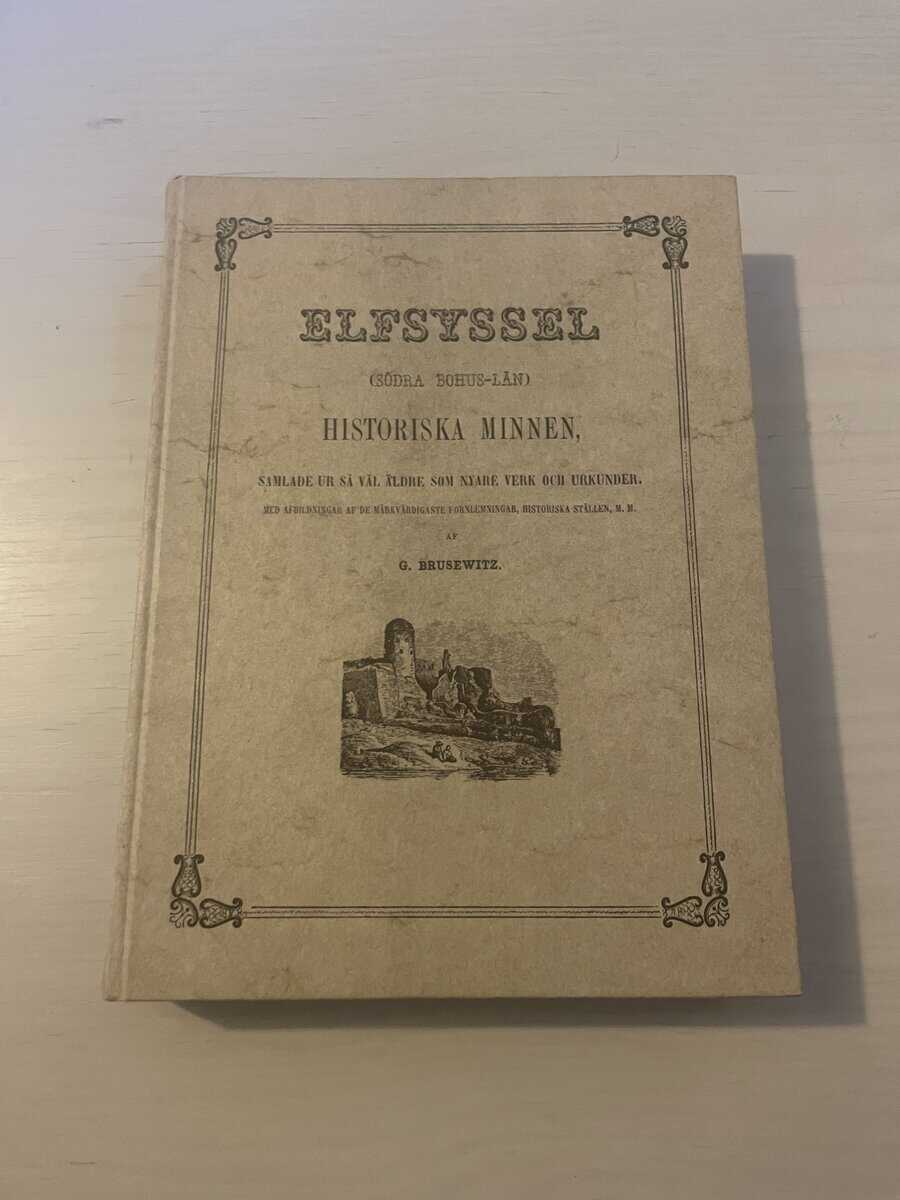 ELFSYSSEL
(SÖDRA BOHUS-LÄN)
HISTORISKA MINNEN,
SAMLADE UR SÅ VÄL ÄLDRE SOM NYARE VERK OCH URKUNDER.
MED AFBILDNINGAR AF DE MÄRKVÄRDIGASTE FORNLEMNINGAR, HISTORISKA STÄLLEN, M. M.
AF
G. BRUSEWITZ.